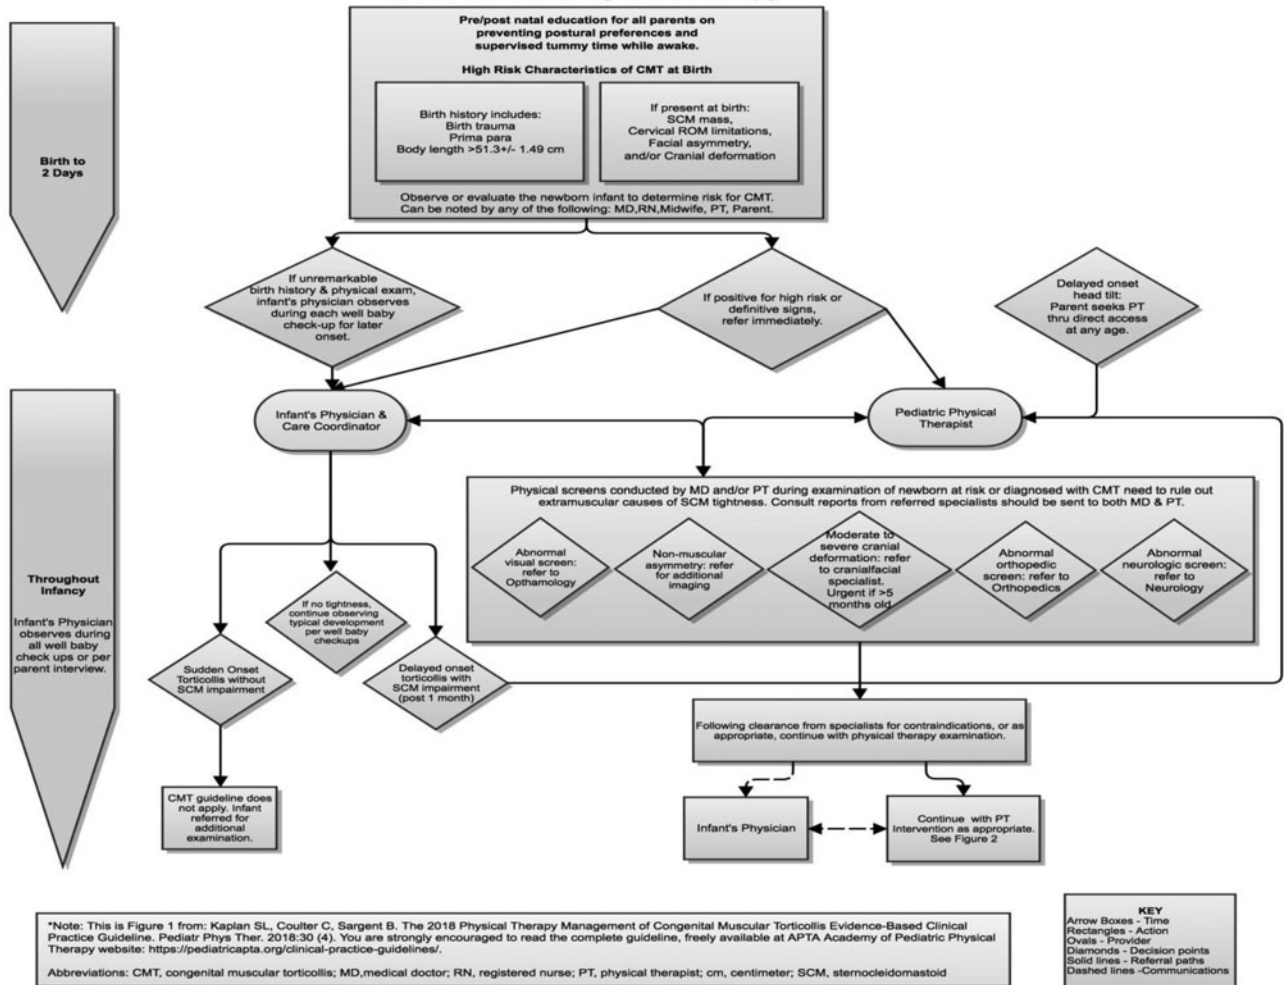 Pre/post natal education for all parents on
preventing postural preferences and
supervised tummy time while awake.
High Risk Characteristics of CMT at Birth
Birth history includes:
Birth trauma
Prima para
Body length >51.3+/- 1.49 cm
If present at birth:
SCM mass,
Cervical ROM limitations,
Facial asymmetry,
and/or Cranial deformation
Observe or evaluate the newborn infant to determine risk for CMT.
Can be noted by any of the following: MD,RN,Midwife, PT, Parent.
Birth to
2 Days
If unremarkable
birth history & physical exam,
infant's physician observes
during each well baby
check-up for later
onset.
If positive for high risk or
definitive signs,
refer immediately.
Delayed onset
head tilt:
Parent seeks PT
thru direct access
at any age.
Infant's Physician &
Care Coordinator
Pediatric Physical
Therapist
Physical screens conducted by MD and/or PT during examination of newborn at risk or diagnosed with CMT need to rule out
extramuscular causes of SCM tightness. Consult reports from referred specialists should be sent to both MD & PT.
Abnormal
visual screen:
refer to
Opthamology
Non-muscular
asymmetry: refer
for additional
imaging
Moderate to
severe cranial
deformation: refer
to cranialfacial
specialist.
Urgent if >5
months old
Abnormal
orthopedic
screen: refer to
Orthopedics
Abnormal
neurologic screen:
refer to
Neurology
Throughout
Infancy
Infant's Physician
observes during
all well baby
check ups or per
parent interview.
If no tightness,
continue observing
typical development
per well baby
checkups
Sudden Onset
Torticollis without
SCM impairment
Delayed onset
torticollis with
SCM impairment
(post 1 month)
Following clearance from specialists for contraindications, or as
appropriate, continue with physical therapy examination.
CMT guideline does
not apply. Infant
referred for
additional
examination.
Infant's Physician
Continue with PT
Intervention as appropriate.
See Figure 2
*Note: This is Figure 1 from: Kaplan SL, Coulter C, Sargent B. The 2018 Physical Therapy Management of Congenital Muscular Torticollis Evidence-Based Clinical
Practice Guideline. Pediatr Phys Ther. 2018:30 (4). You are strongly encouraged to read the complete guideline, freely available at APTA Academy of Pediatric Physical
Therapy website: https://pediatricapta.org/clinical-practice-guidelines/.
Abbreviations: CMT, congenital muscular torticollis; MD,medical doctor; RN, registered nurse; PT, physical therapist; cm, centimeter; SCM, sternocleidomastoid
KEY
Arrow Boxes - Time
Rectangles - Action
Ovals - Provider
Diamonds - Decision points
Solid lines - Referral paths
Dashed lines -Communications